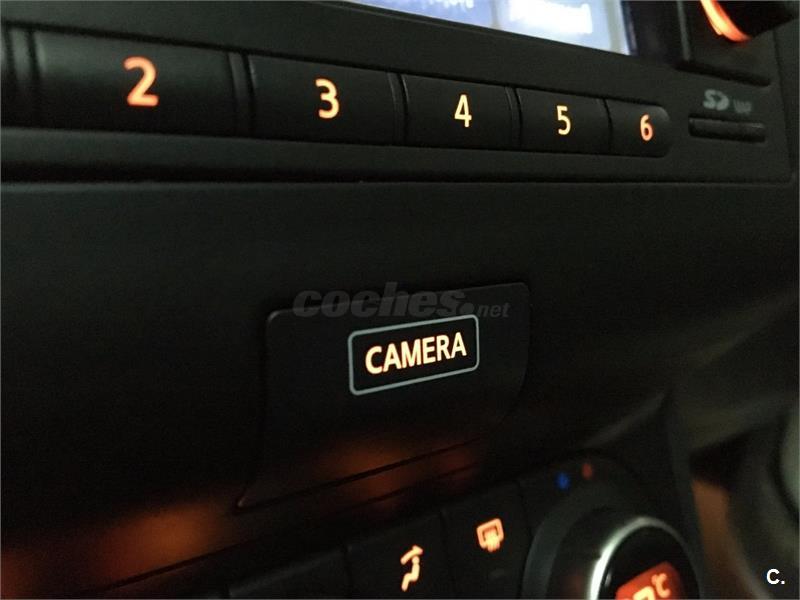 2 3 4 5 6 SD
coches.net
CAMERA
°C
C.